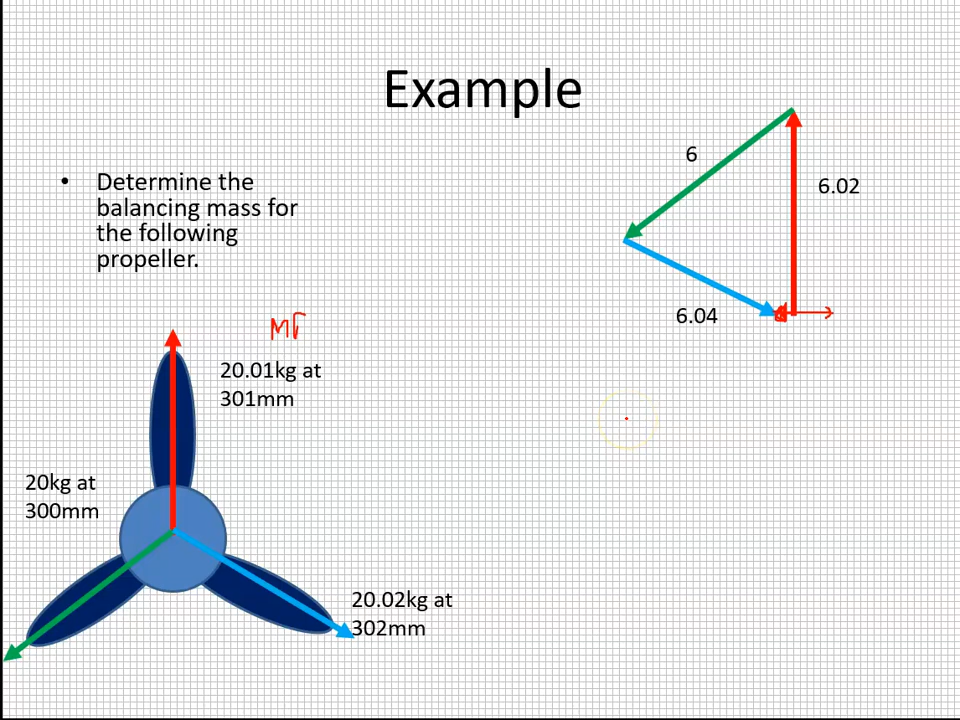 Example
• Determine the
balancing mass for
the following
propeller.
6
6.02
6.04
Mr
20.01kg at
301mm
20kg at
300mm
20.02kg at
302mm